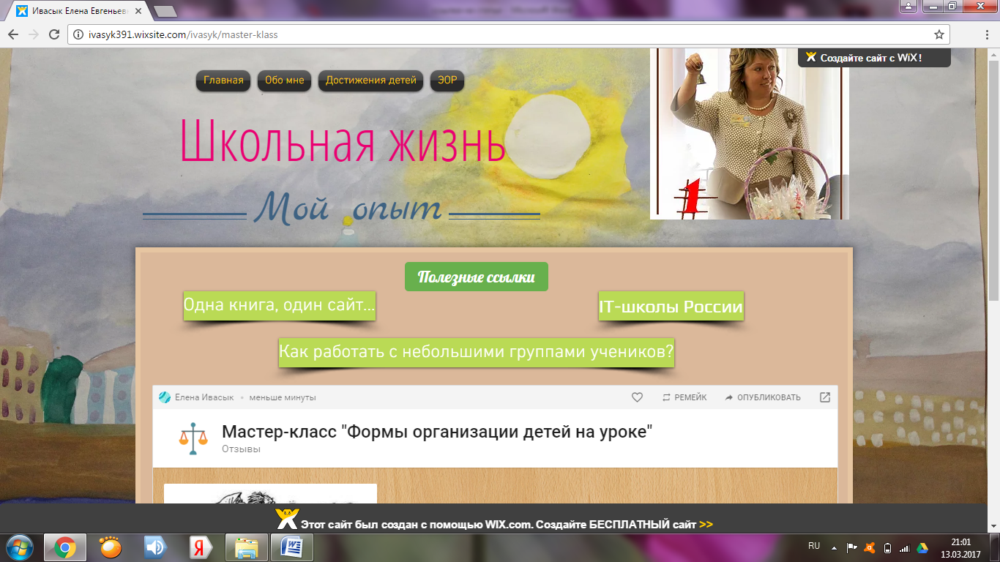 Ивасык Елена Евгеньевн
ivasyk391.wixsite.com/ivasyk/master-klass
Создайте сайт с WiX!
Главная Обо мне Достижения детей ЭОР
Школьная жизнь
Мой опыт
1
Полезные ссылки
Одна книга, один сайт...
IT-школы России
Как работать с небольшими группами учеников?
Елена Ивасык • меньше минуты РЕМЕЙК ОПУБЛИКОВАТЬ
Мастер-класс "Формы организации детей на уроке"
Отзывы
Этот сайт был создан с помощью WIX.com. Создайте БЕСПЛАТНЫЙ сайт >>
RU 21:01
13.03.2017